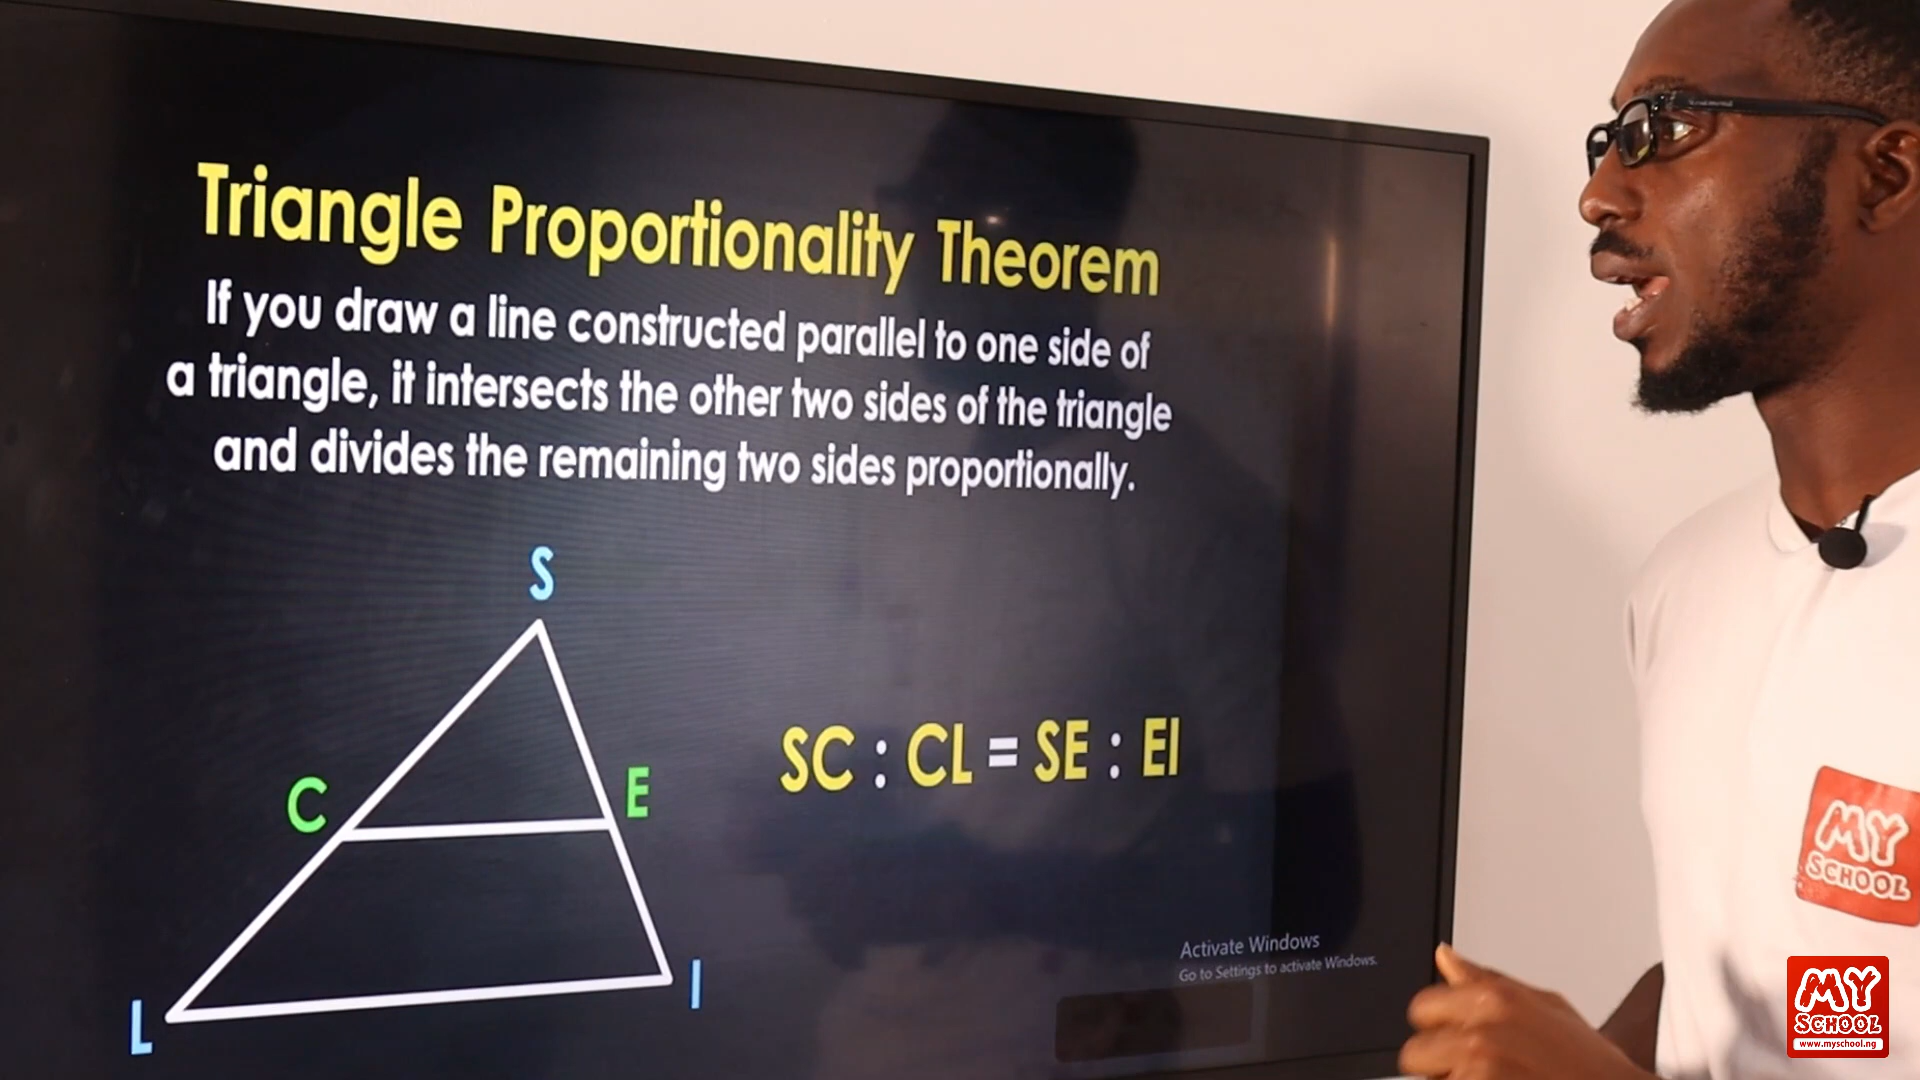 Triangle Proportionality Theorem
If you draw a line constructed parallel to one side of
a triangle, it intersects the other two sides of the triangle
and divides the remaining two sides proportionally.
S
C
E
SC : CL = SE : EI
L
I
Activate Windows
Go to Settings to activate Windows.
MY
SCHOOL
MY
SCHOOL
www.myschool.ng